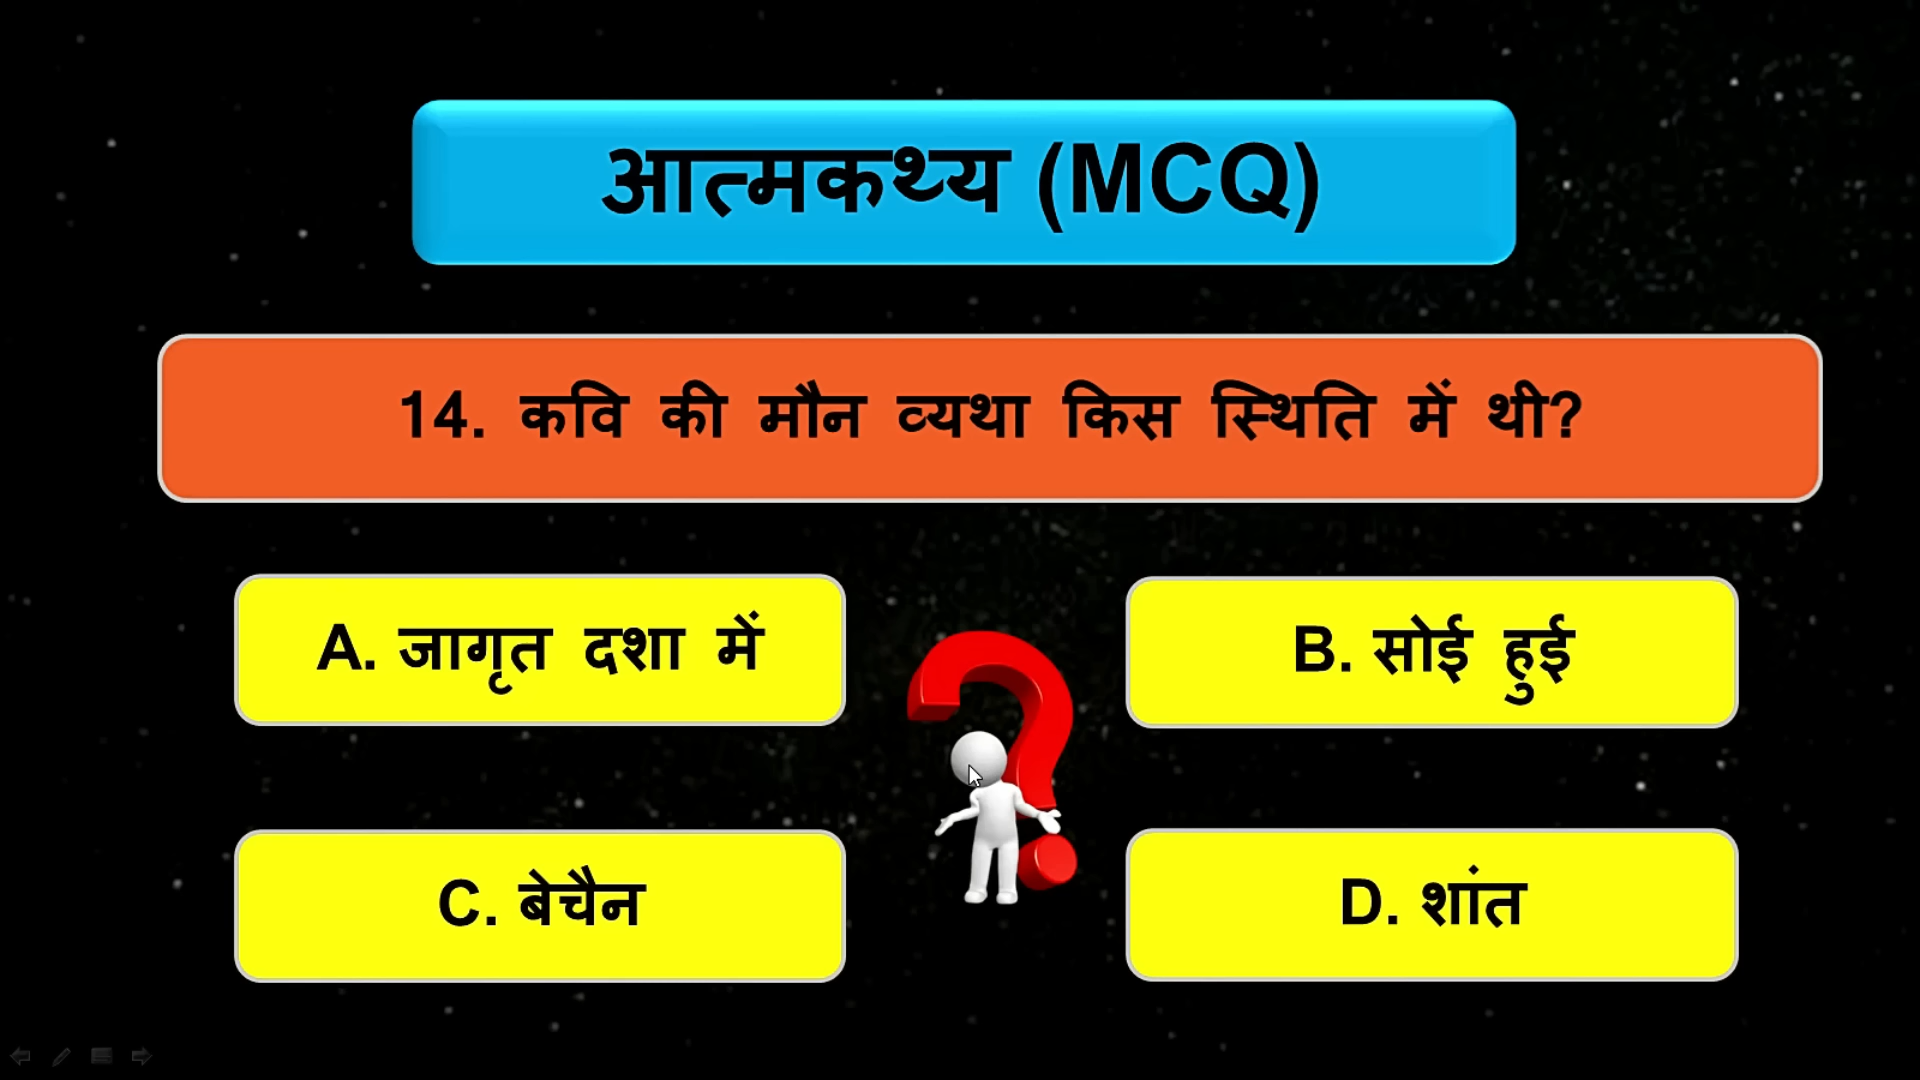 आत्मकथ्य (MCQ)
14. कवि की मौन व्यथा किस स्थिति में थी?
A. जागृत दशा में
B. सोई हुई
C. बेचैन
D. शांत